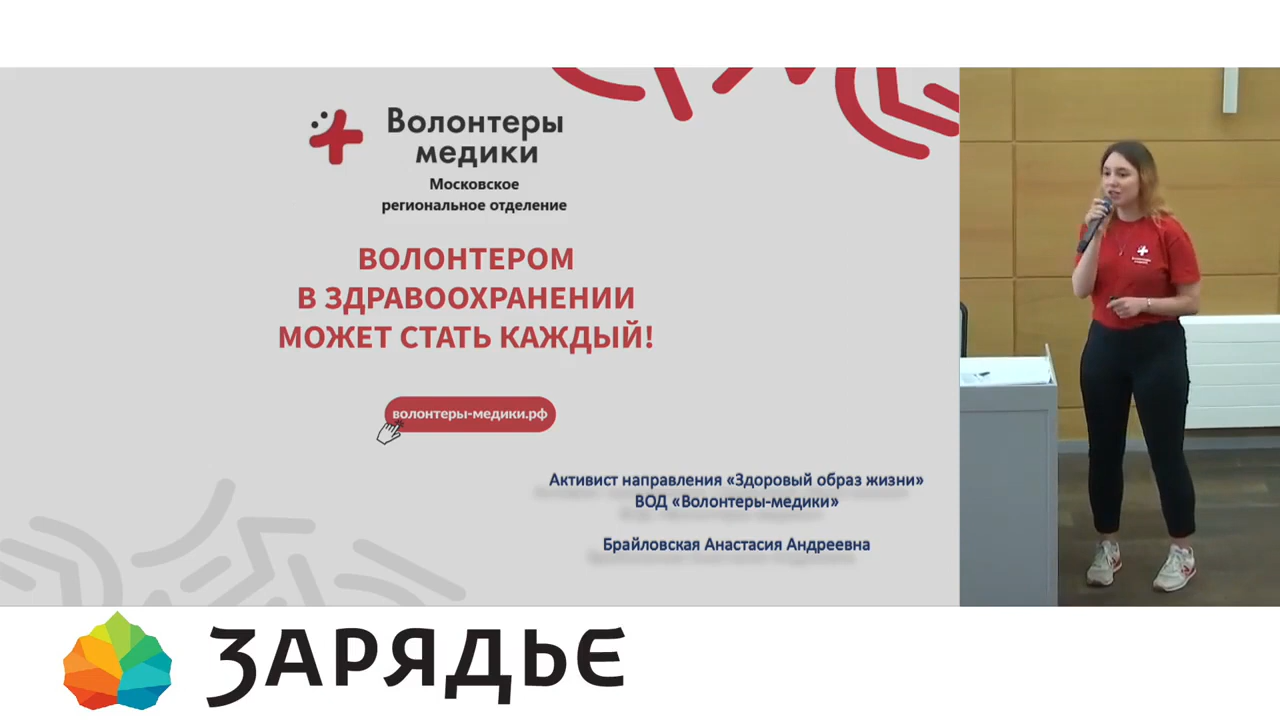 Волонтеры
медики
Московское
региональное отделение
ВОЛОНТЕРОМ
В ЗДРАВООХРАНЕНИИ
МОЖЕТ СТАТЬ КАЖДЫЙ!
волонтеры-медики.рф
Активист направления «Здоровый образ жизни»
ВОД «Волонтеры-медики»
Брайловская Анастасия Андреевна
ЗАРЯДЬЕ